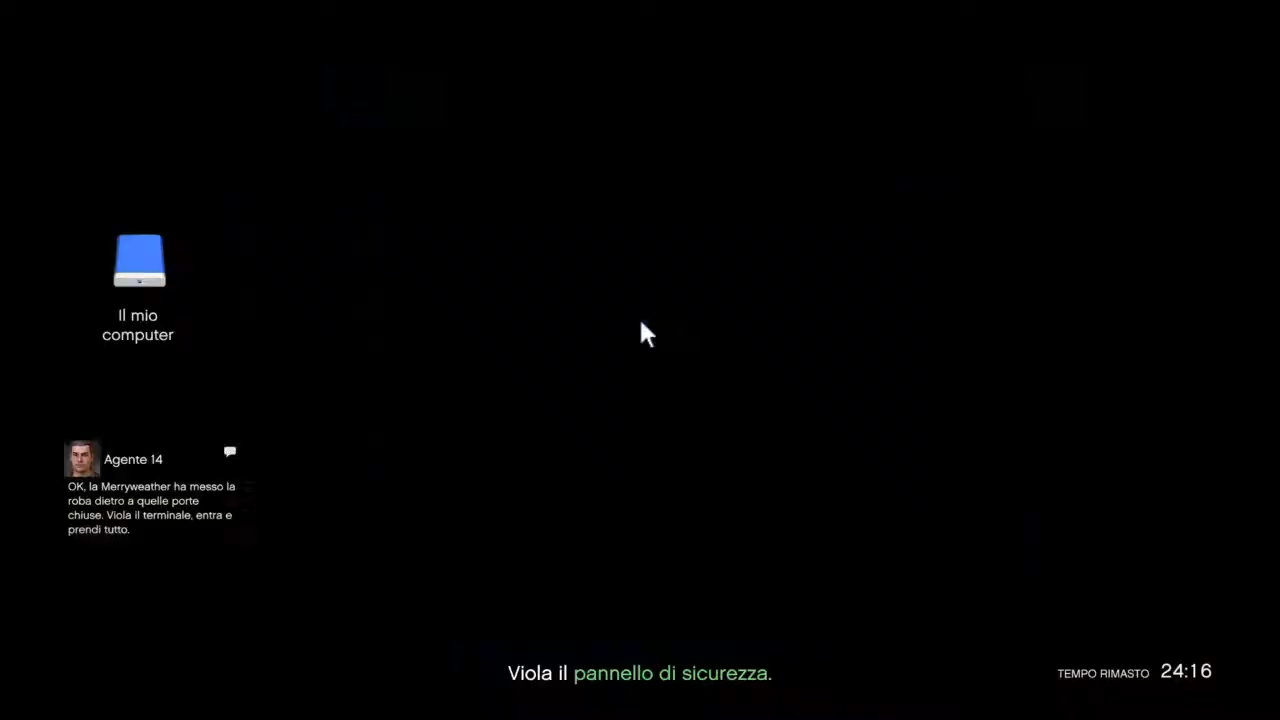 Il mio
computer
Agente 14
OK, la Merryweather ha messo la
roba dietro a quelle porte
chiuse. Viola il terminale, entra e
prendi tutto.
Viola il pannello di sicurezza.
TEMPO RIMASTO 24:16